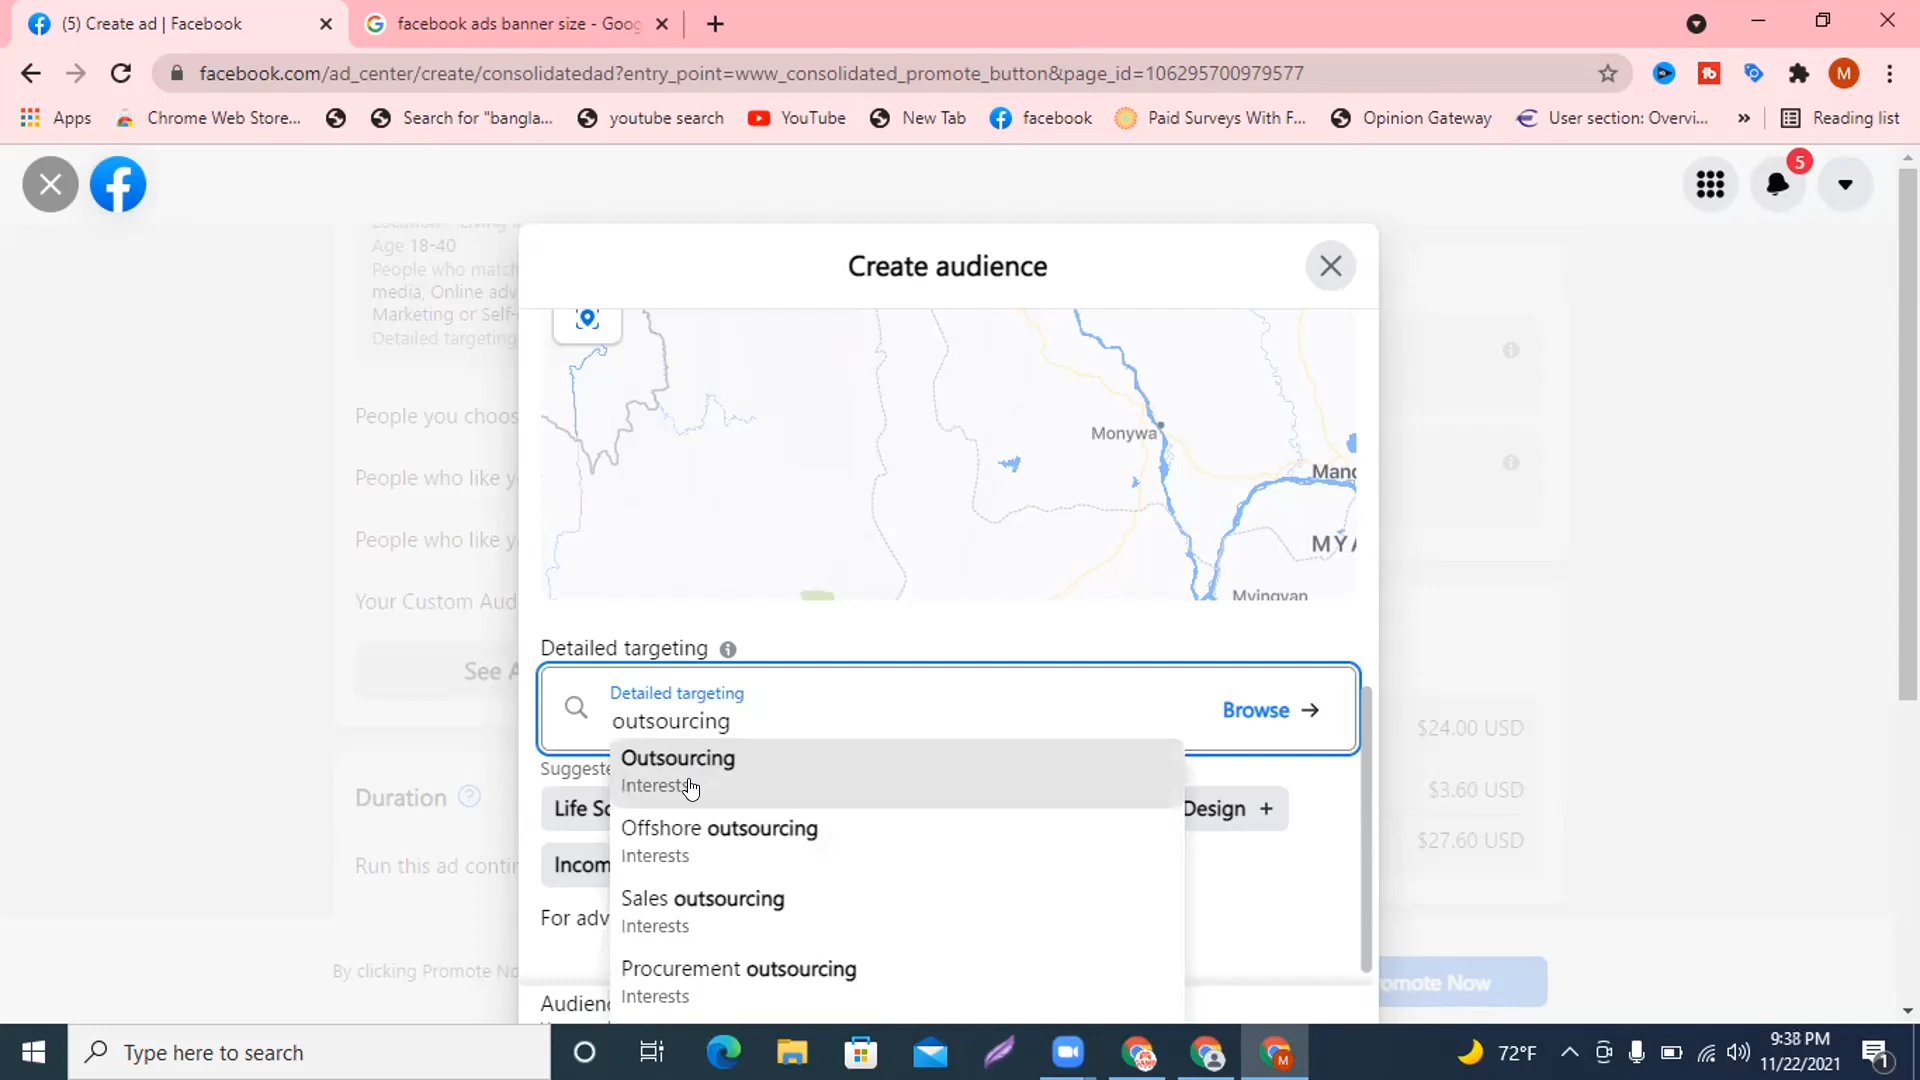 (5) Create ad | Facebook
facebook ads banner size - Goog
facebook.com/ad_center/create/consolidatedad?entry_point=www_consolidated_promote_button&page_id=106295700979577
M
Apps
Chrome Web Store...
Search for "bangla...
youtube search
YouTube
New Tab
facebook
Paid Surveys With F...
Opinion Gateway
User section: Overvi...
Reading list
5
Create audience
Age 18-40
People who match
media, Online adv
Marketing or Self-
Detailed targeting
People you choos
People who like y
People who like y
Your Custom Aud
See A
Duration
Run this ad contin
By clicking Promote No
Monywa
Mand
MYA
Myingyan
Detailed targeting
Detailed targeting
outsourcing
Browse
Suggeste
Life Sc
Design +
Incom
For adv
Audien
Outsourcing
Interests
Offshore outsourcing
Interests
Sales outsourcing
Interests
Procurement outsourcing
Interests
$24.00 USD
$3.60 USD
$27.60 USD
omote Now
Type here to search
M
72°F
9:38 PM
11/22/2021
1